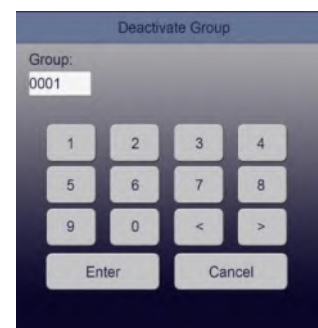 Deactivate Group
Group:
0001
1 2 3 4
5 6 7 8
9 0 < >
Enter Cancel